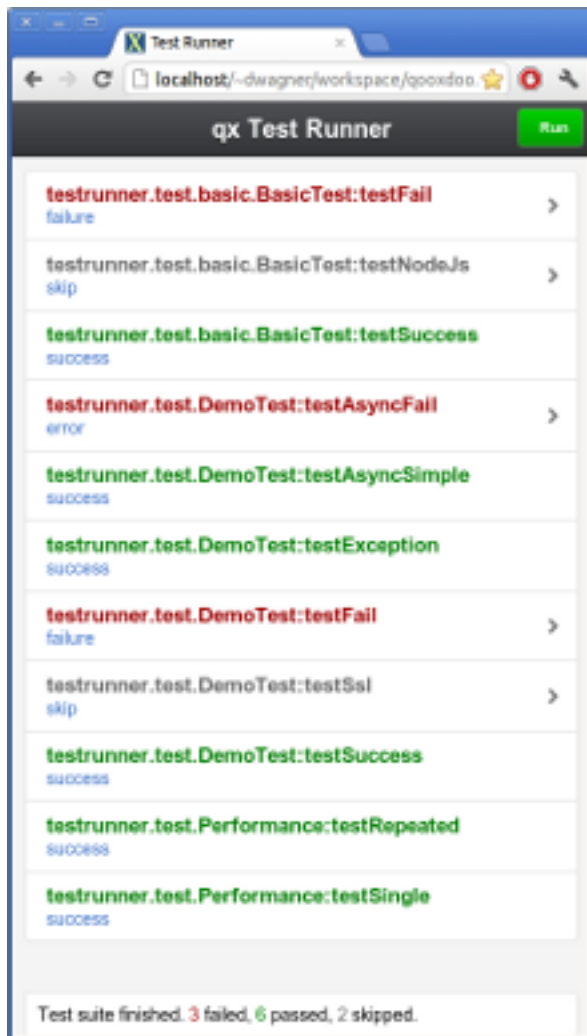 Test Runner
localhost/~dwagner/workspace/qooxdoo.
qx Test Runner
Run
testrunner.test.basic.BasicTest:testFail
failure
testrunner.test.basic.BasicTest:testNodeJs
skip
testrunner.test.basic.BasicTest:testSuccess
success
testrunner.test.DemoTest:testAsyncFail
error
testrunner.test.DemoTest:testAsyncSimple
success
testrunner.test.DemoTest:testException
success
testrunner.test.DemoTest:testFail
failure
testrunner.test.DemoTest:testSsl
skip
testrunner.test.DemoTest:testSuccess
success
testrunner.test.Performance:testRepeated
success
testrunner.test.Performance:testSingle
success
Test suite finished. 3 failed, 6 passed, 2 skipped.